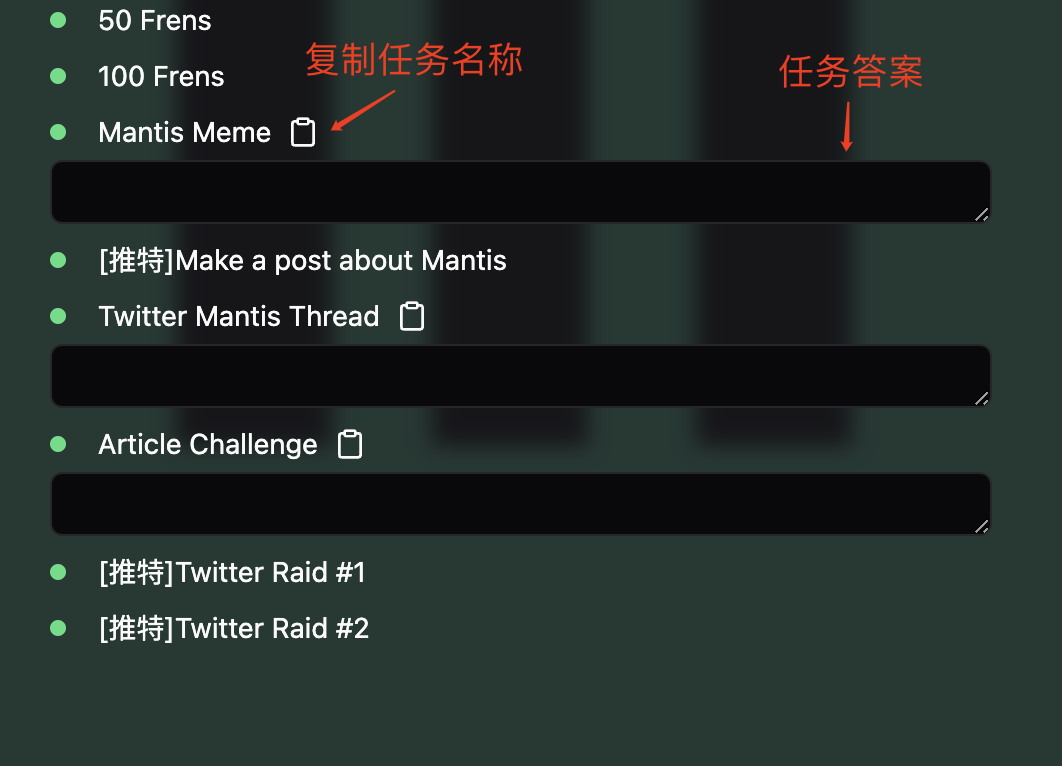 50 Frens
复制任务名称
任务答案
100 Frens
Mantis Meme
[推特]Make a post about Mantis
Twitter Mantis Thread
Article Challenge
[推特]Twitter Raid #1
[推特]Twitter Raid #2